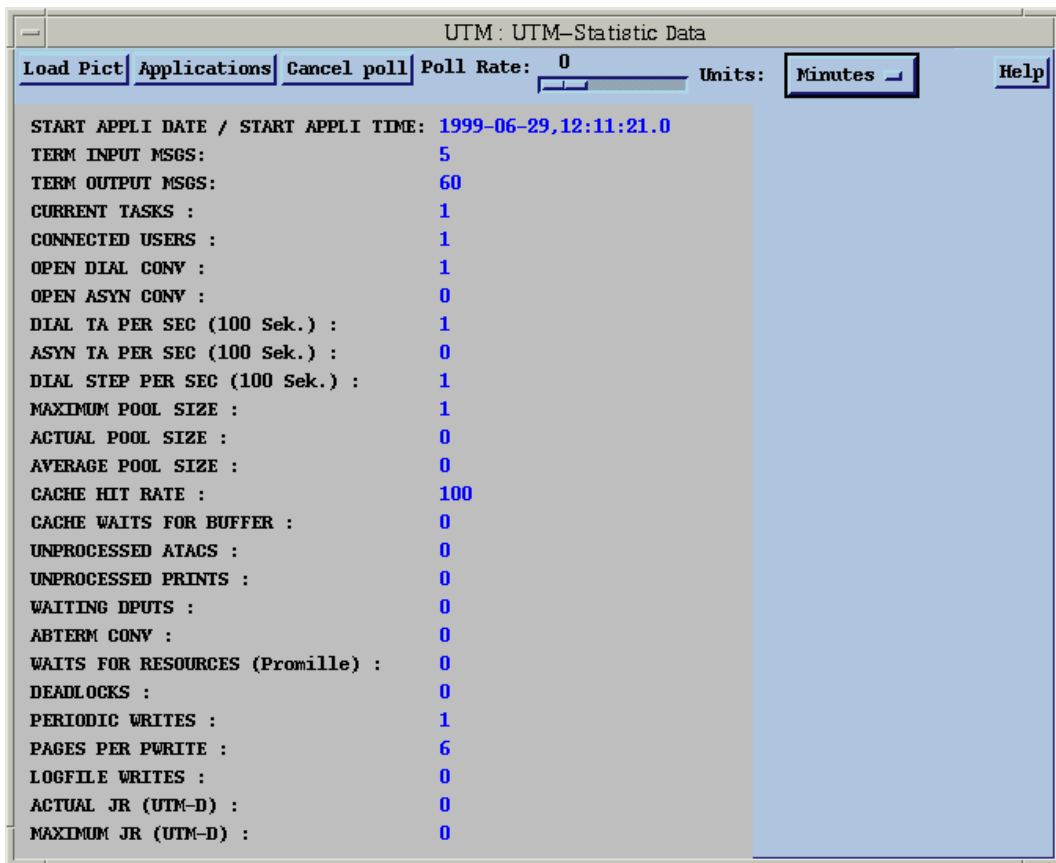 UTM : UTM–Statistic Data
Load Pict Applications Cancel poll Poll Rate: 0 Units: Minutes Help
START APPLI DATE / START APPLI TIME: 1999–06–29,12:11:21.0
TERM INPUT MSGS: 5
TERM OUTPUT MSGS: 60
CURRENT TASKS : 1
CONNECTED USERS : 1
OPEN DIAL CONV : 1
OPEN ASYN CONV : 0
DIAL TA PER SEC (100 Sek.) : 1
ASYN TA PER SEC (100 Sek.) : 0
DIAL STEP PER SEC (100 Sek.) : 1
MAXIMUM POOL SIZE : 1
ACTUAL POOL SIZE : 0
AVERAGE POOL SIZE : 0
CACHE HIT RATE : 100
CACHE WAITS FOR BUFFER : 0
UNPROCESSED ATACS : 0
UNPROCESSED PRINTS : 0
WAITING DPUTS : 0
ABTERM CONV : 0
WAITS FOR RESOURCES (Promille) : 0
DEADLOCKS : 0
PERIODIC WRITES : 1
PAGES PER PWRITE : 6
LOGFILE WRITES : 0
ACTUAL JR (UTM–D) : 0
MAXIMUM JR (UTM–D) : 0